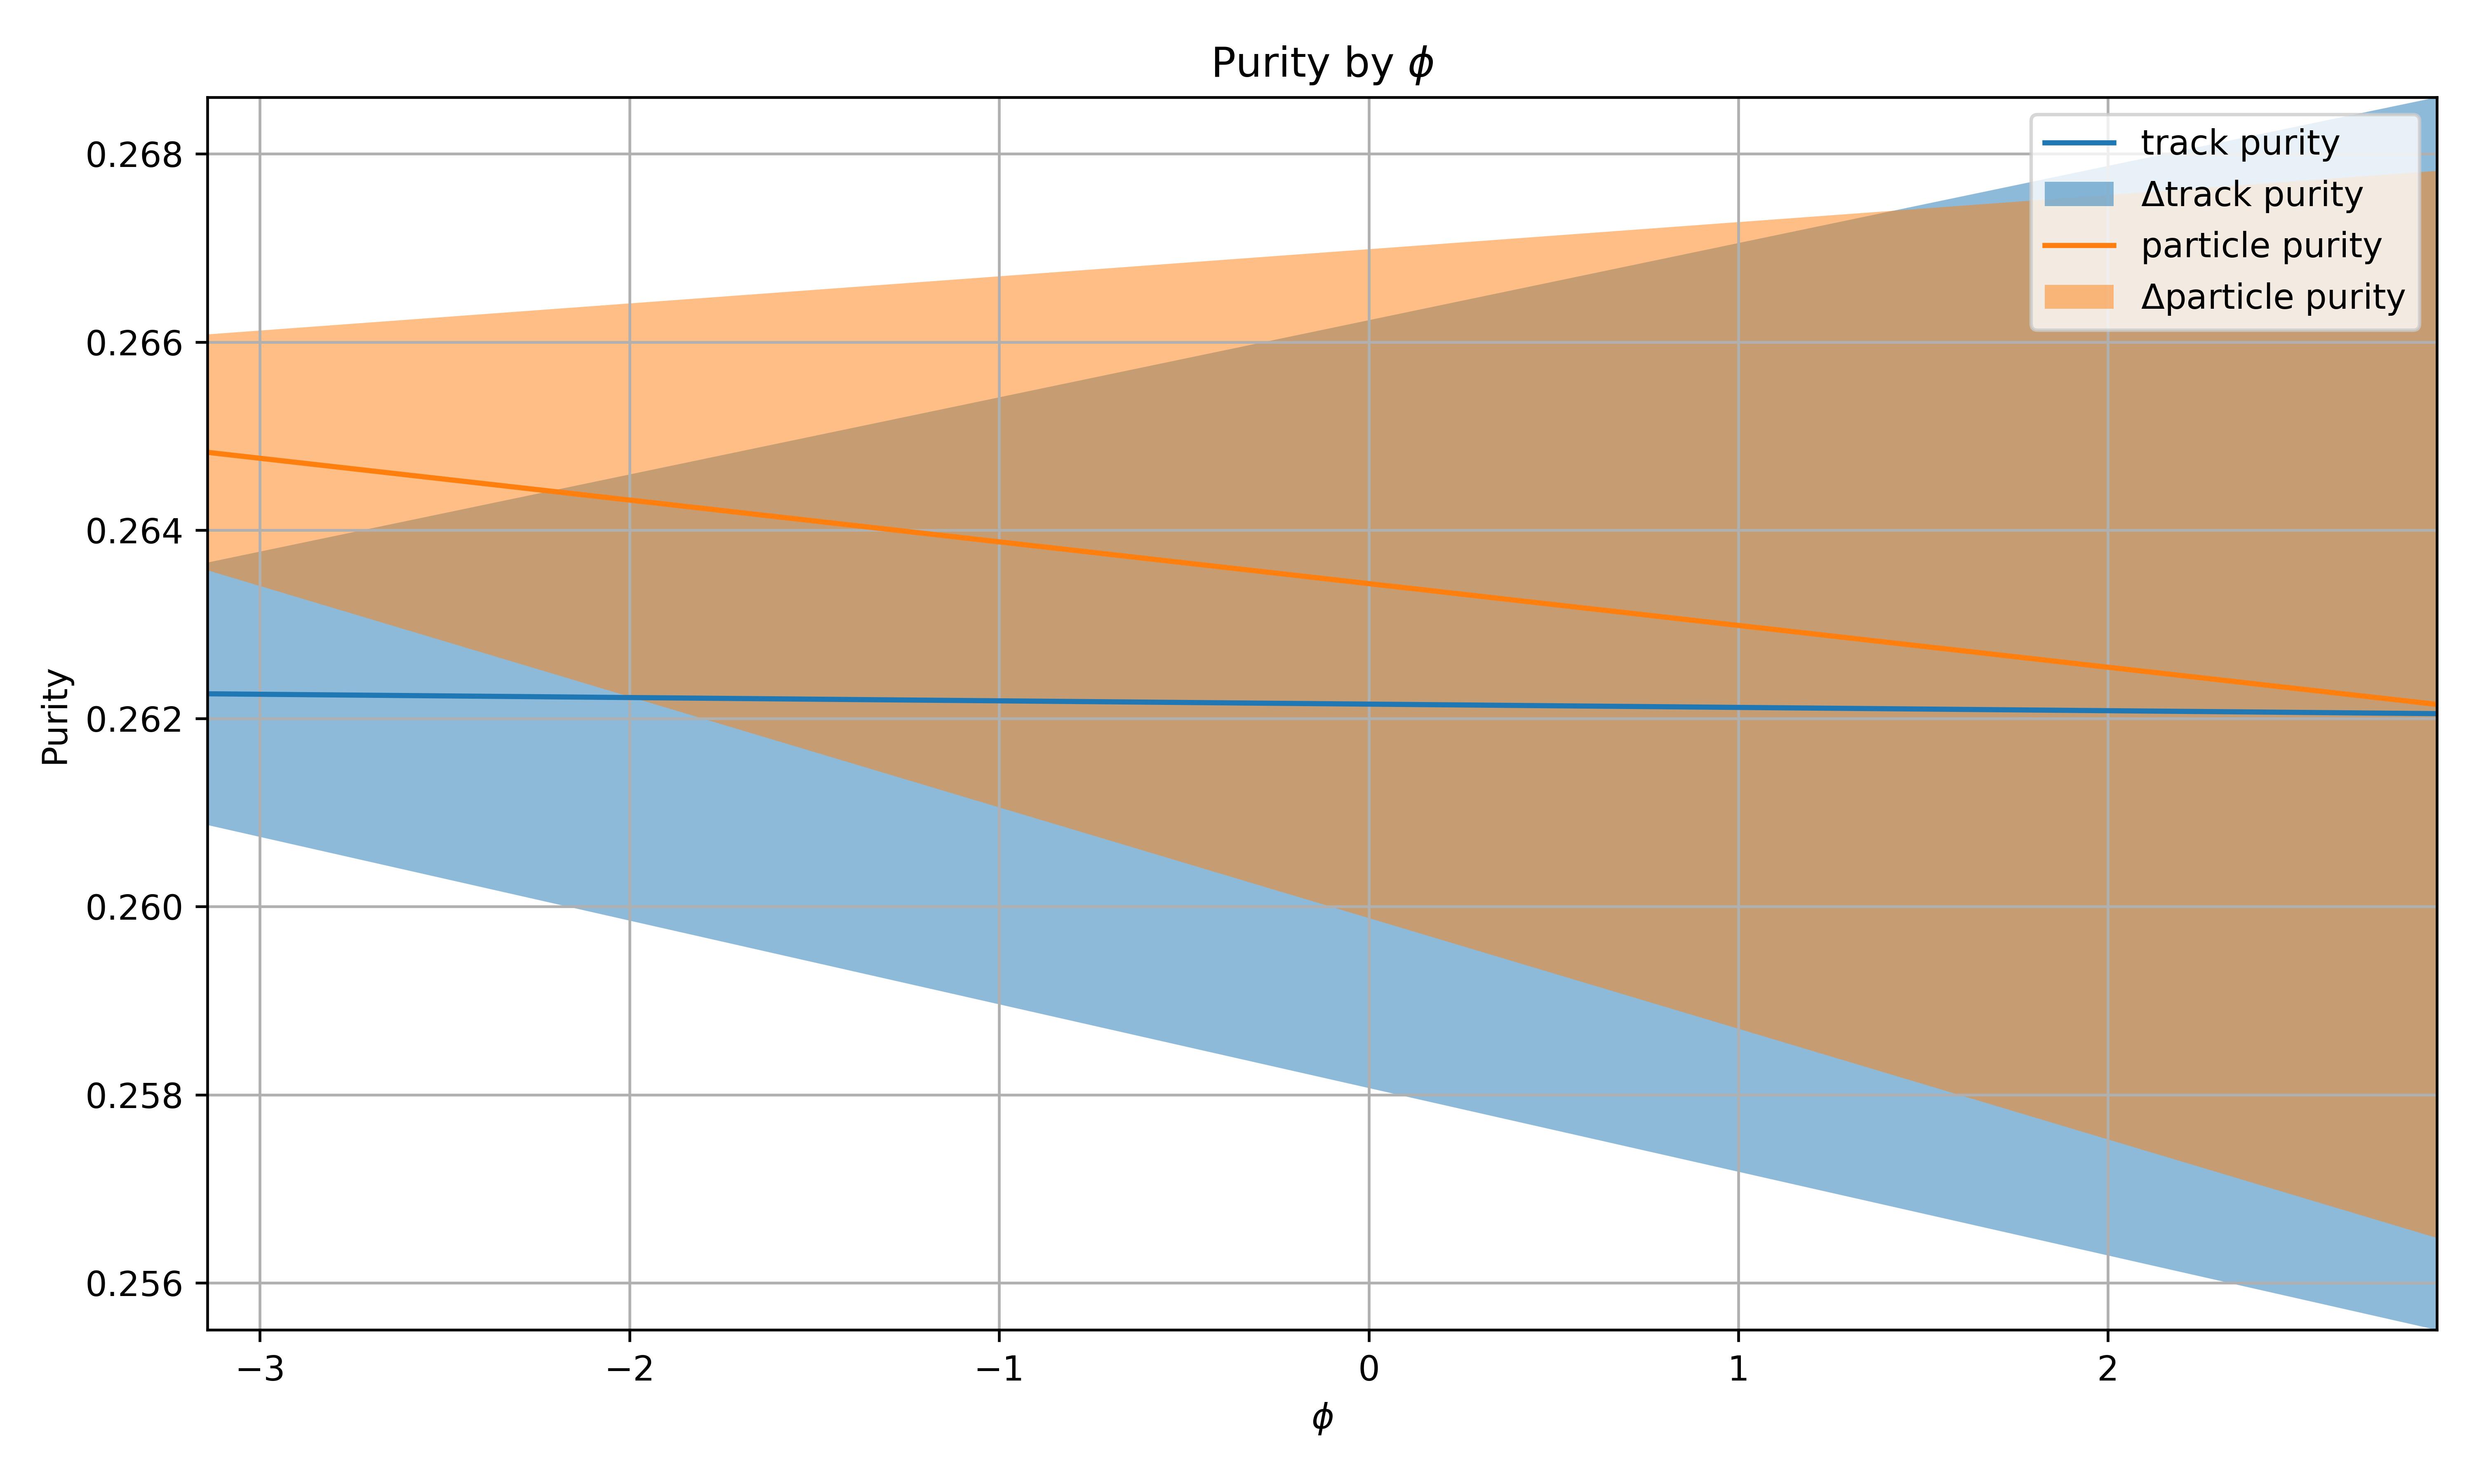 Purity by ϕ
track purity
Δtrack purity
particle purity
Δparticle purity
0.268
0.266
0.264
0.262
0.260
0.258
0.256
Purity
−3
−2
−1
0
1
2
ϕ